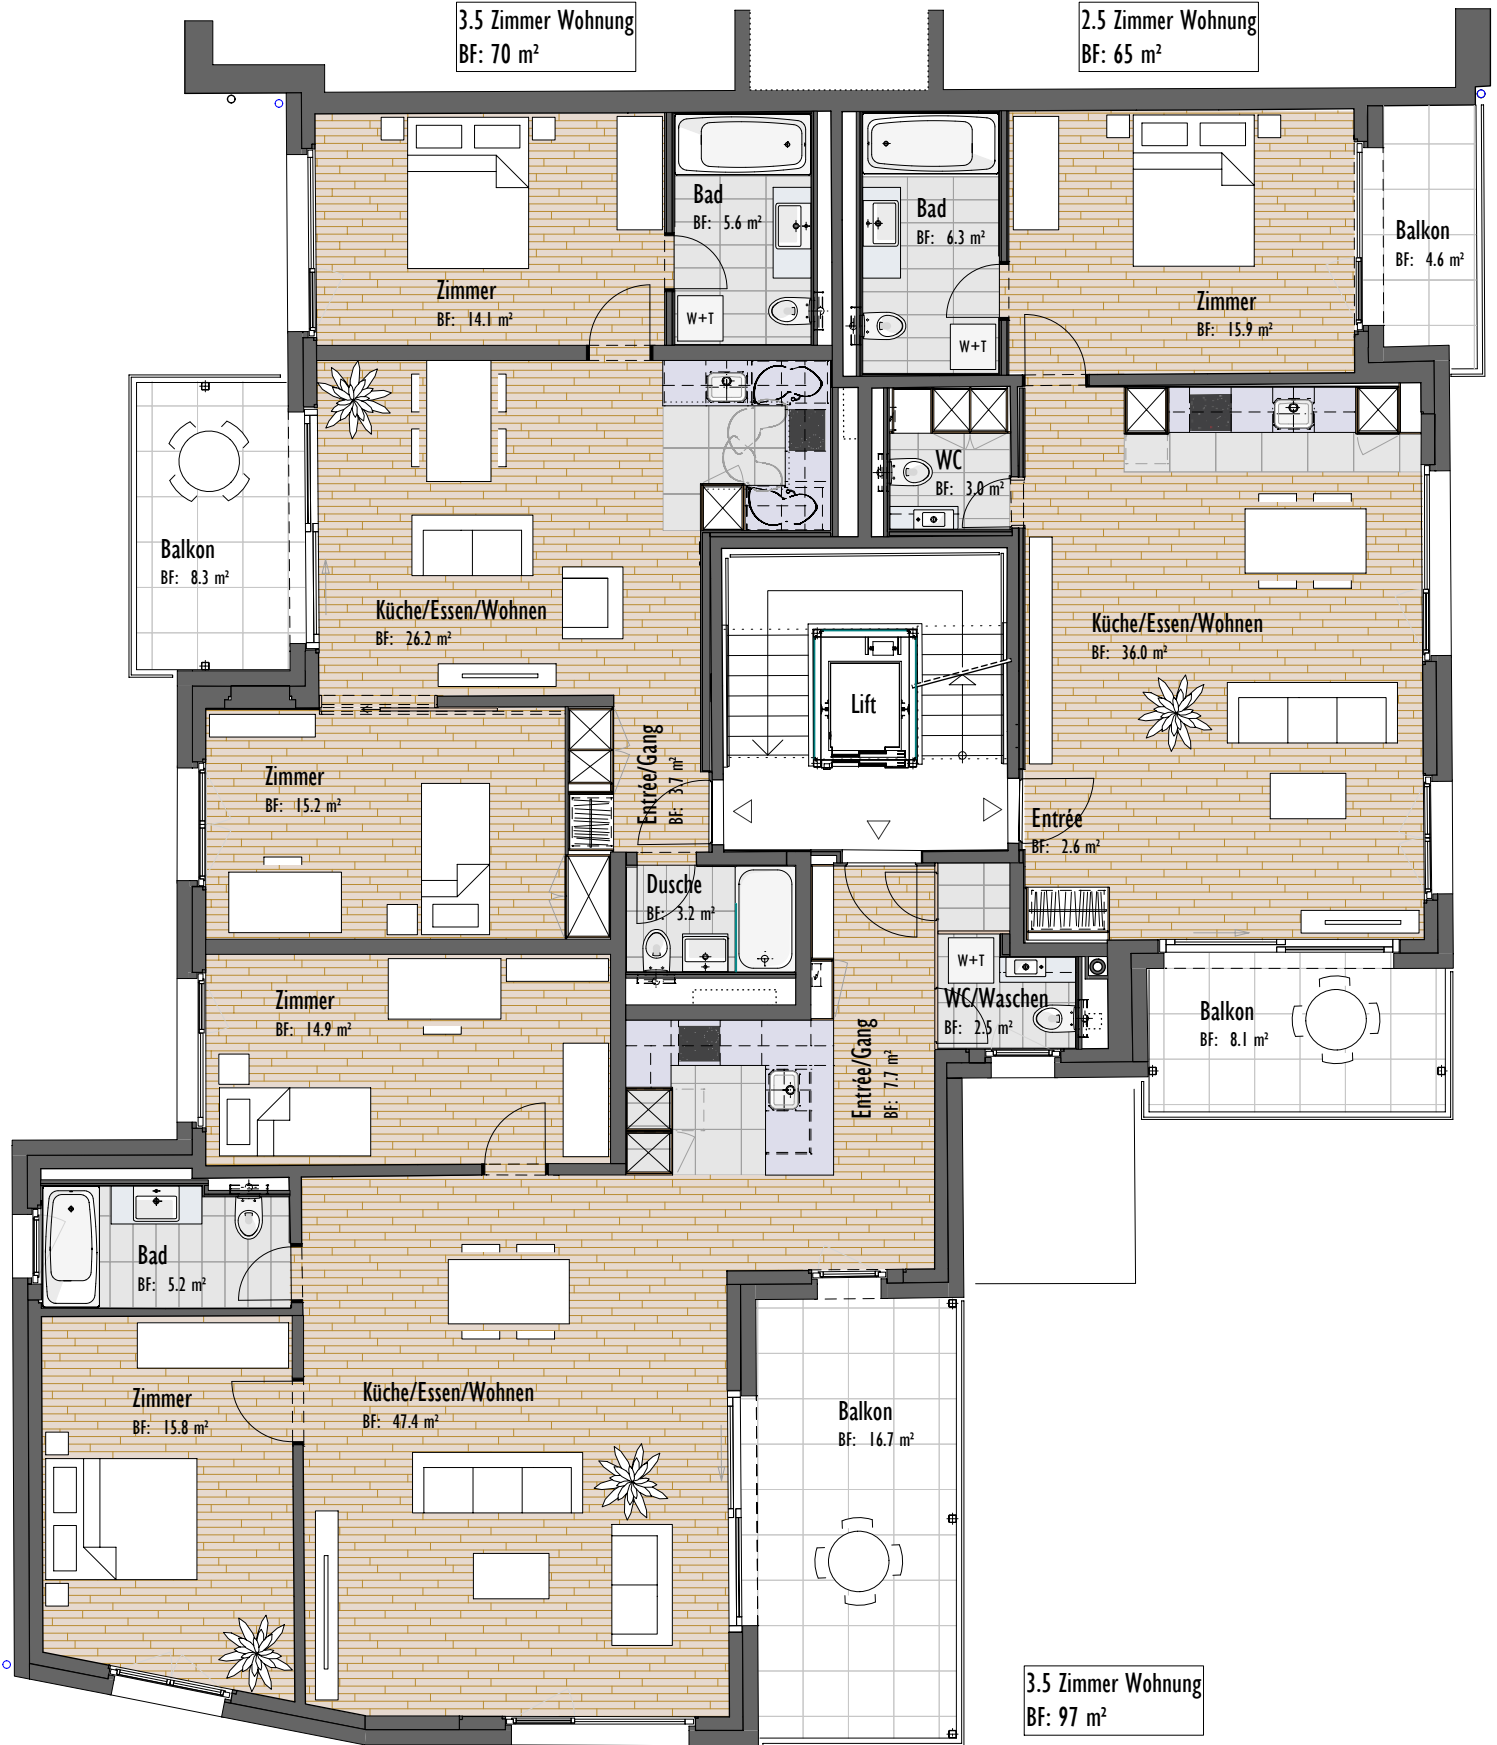 3.5 Zimmer Wohnung
BF: 70 m²
2.5 Zimmer Wohnung
BF: 65 m²
Bad
BF: 5.6 m²
Bad
BF: 6.3 m²
Balkon
BF: 4.6 m²
Zimmer
BF: 14.1 m²
Zimmer
BF: 15.9 m²
W+T
W+T
WC
BF: 3.0 m²
Balkon
BF: 8.3 m²
Küche/Essen/Wohnen
BF: 26.2 m²
Küche/Essen/Wohnen
BF: 36.0 m²
Lift
Entrée/Gang
BF: 3.7 m²
Zimmer
BF: 15.2 m²
Entrée
BF: 2.6 m²
Dusche
BF: 3.2 m²
W+T
WC/Waschen
BF: 2.5 m²
Zimmer
BF: 14.9 m²
Balkon
BF: 8.1 m²
Entrée/Gang
BF: 7.7 m²
Bad
BF: 5.2 m²
Zimmer
BF: 15.8 m²
Küche/Essen/Wohnen
BF: 47.4 m²
Balkon
BF: 16.7 m²
3.5 Zimmer Wohnung
BF: 97 m²